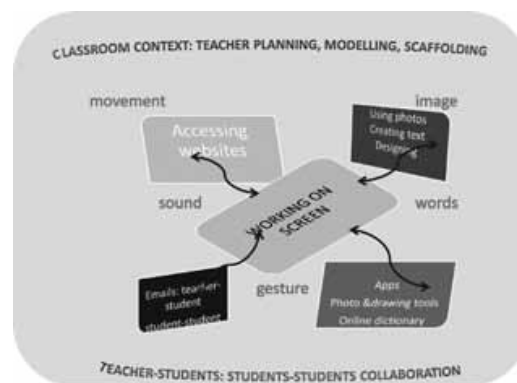 CLASSROOM CONTEXT: TEACHER PLANNING, MODELLING, SCAFFOLDING
movement
image
Accessing
websites
Using photos
Creating text
Designing
sound
words
WORKING ON
SCREEN
Emails: teacher-
student
student-student
gesture
Apps
Photo &drawing tools
Online dictionary
TEACHER-STUDENTS: STUDENTS-STUDENTS COLLABORATION